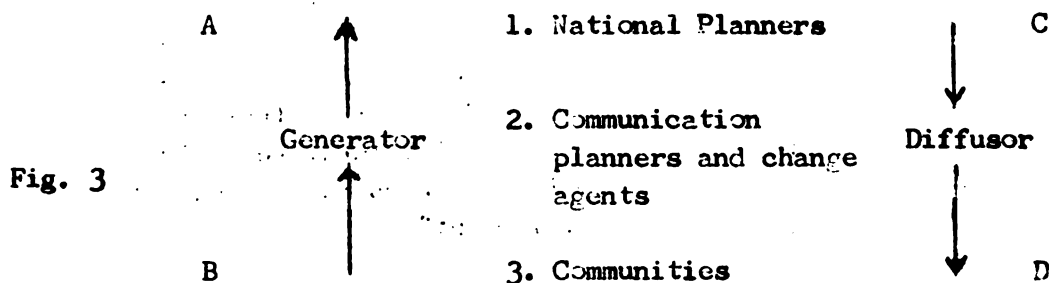 A 1. National Planners C
2. Communication
Generator planners and change Diffusor
Fig. 3 agents
B 3. Communities D